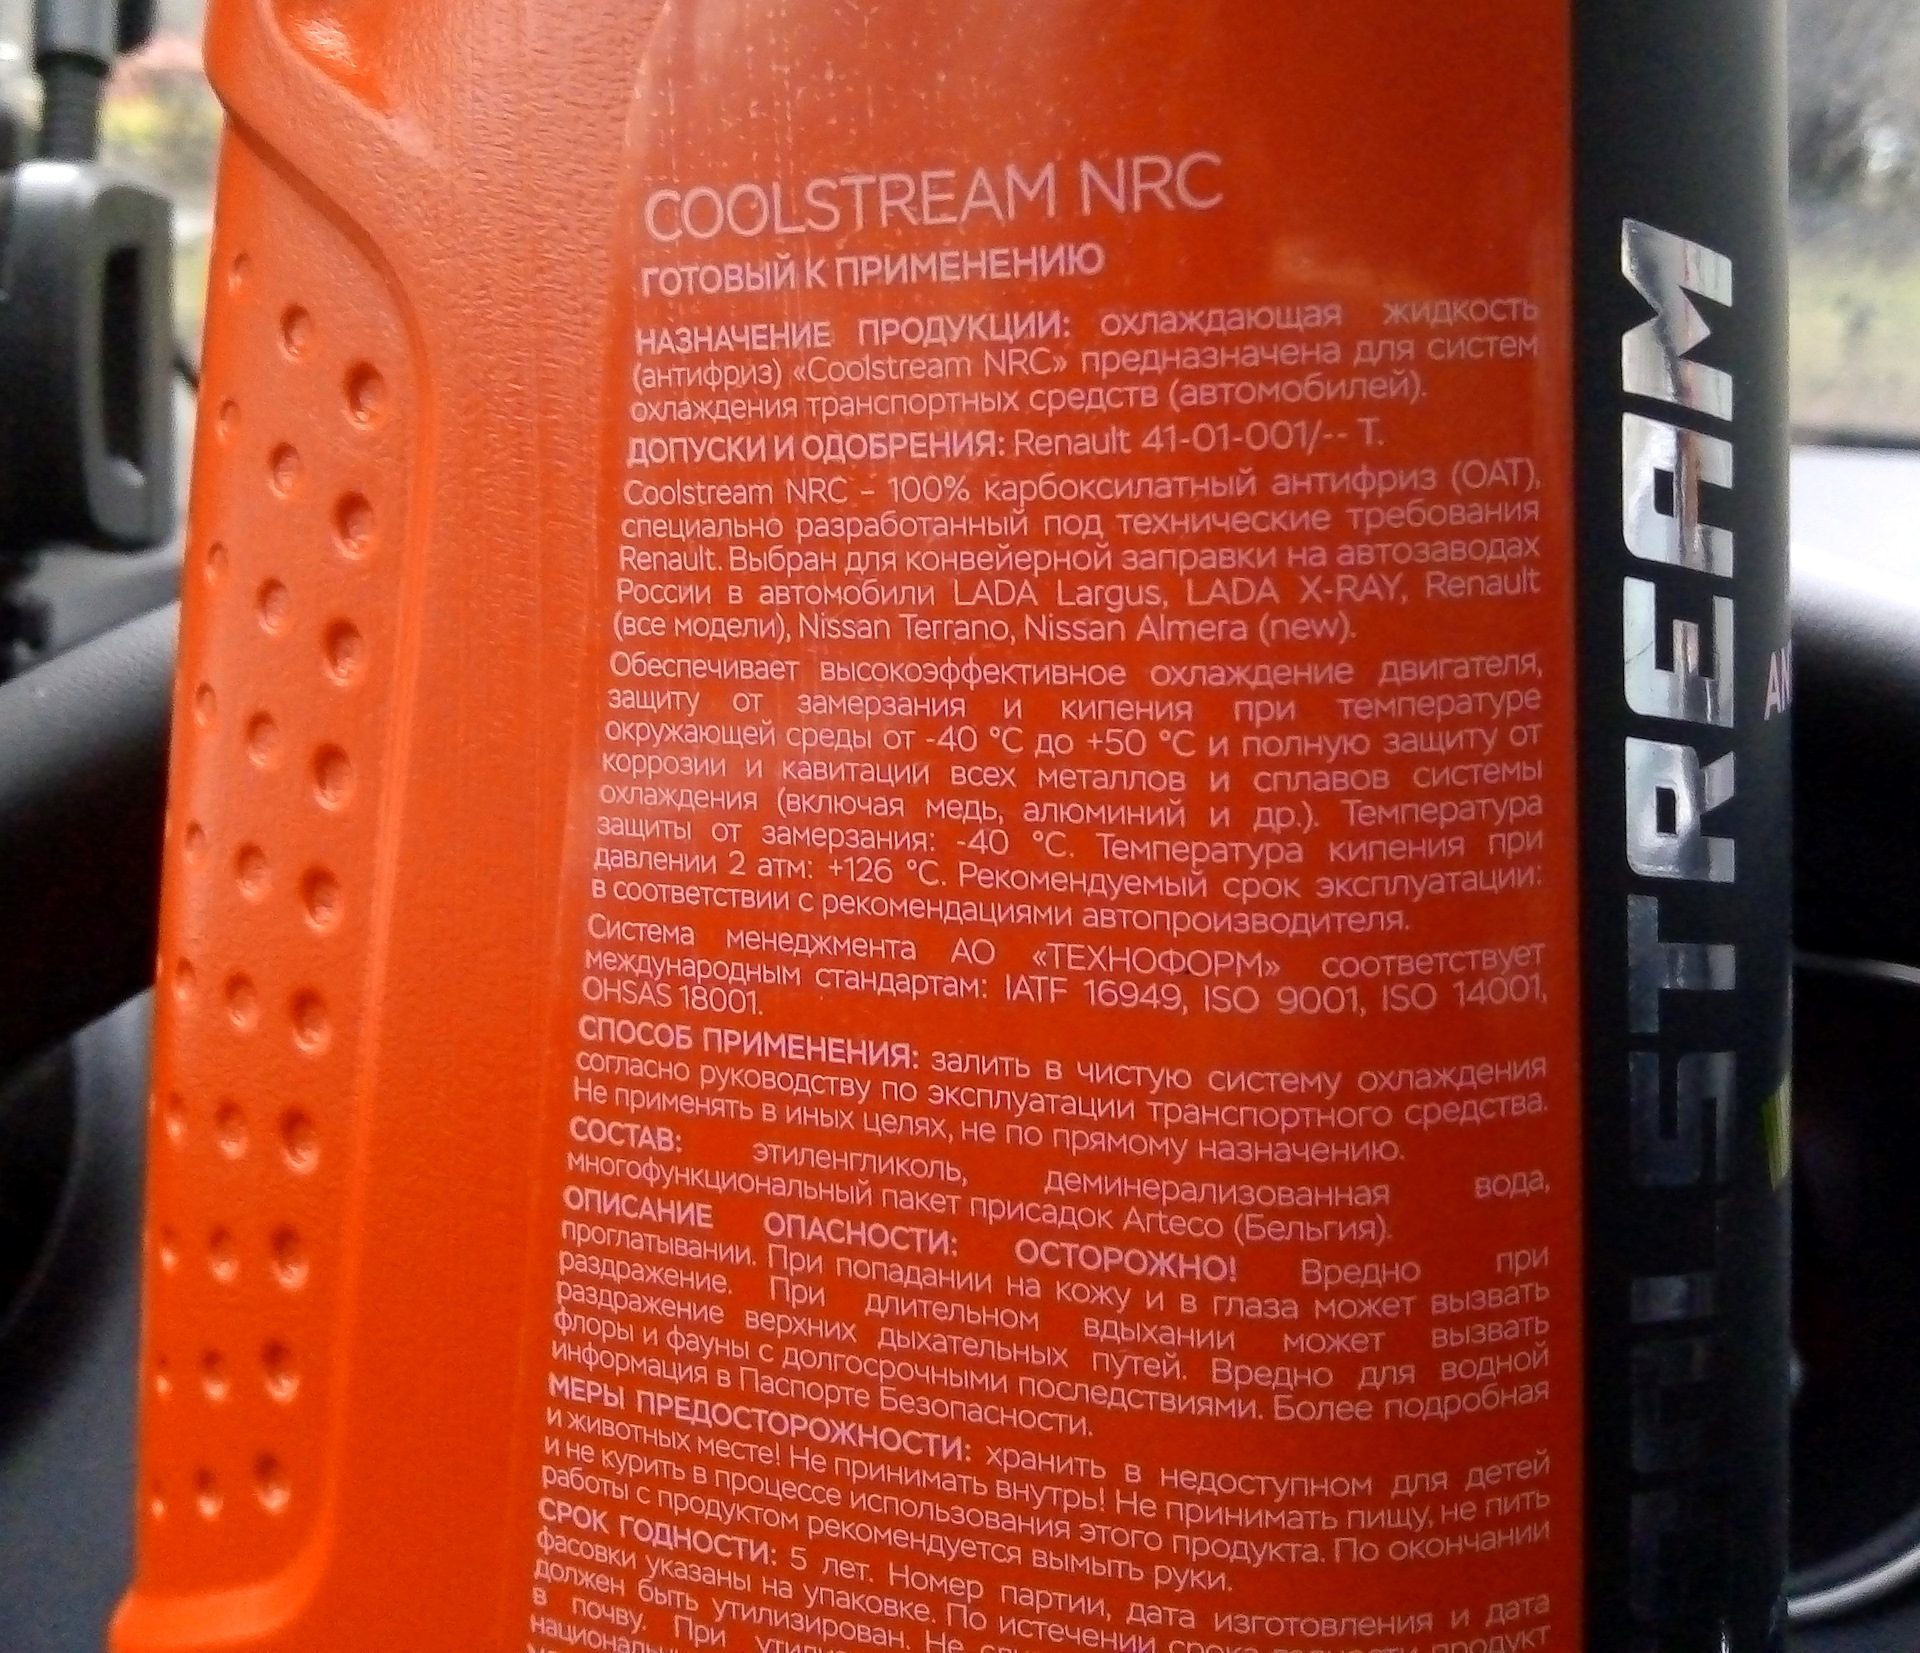 COOLSTREAM NRC
ГОТОВЫЙ К ПРИМЕНЕНИЮ
НАЗНАЧЕНИЕ ПРОДУКЦИИ: охлаждающая жидкость
(антифриз) «Coolstream NRC» предназначена для систем
охлаждения транспортных средств (автомобилей).
ДОПУСКИ И ОДОБРЕНИЯ: Renault 41-01-001/-- T.
Coolstream NRC – 100% карбоксилатный антифриз (ОАТ),
специально разработанный под технические требования
Renault. Выбран для конвейерной заправки на автозаводах
России в автомобили LADA Largus, LADA X-RAY, Renault
(все модели), Nissan Terrano, Nissan Almera (new).
Обеспечивает высокоэффективное охлаждение двигателя,
защиту от замерзания и кипения при температуре
окружающей среды от -40 °C до +50 °C и полную защиту от
коррозии и кавитации всех металлов и сплавов системы
охлаждения (включая медь, алюминий и др.). Температура
защиты от замерзания: -40 °C. Температура кипения при
давлении 2 атм: +126 °C. Рекомендуемый срок эксплуатации:
в соответствии с рекомендациями автопроизводителя.
Система менеджмента АО «ТЕХНОФОРМ» соответствует
международным стандартам: IATF 16949, ISO 9001, ISO 14001,
OHSAS 18001.
СПОСОБ ПРИМЕНЕНИЯ: залить в чистую систему охлаждения
согласно руководству по эксплуатации транспортного средства.
Не применять в иных целях, не по прямому назначению.
СОСТАВ: этиленгликоль, деминерализованная вода,
многофункциональный пакет присадок Arteco (Бельгия).
ОПИСАНИЕ ОПАСНОСТИ: ОСТОРОЖНО! Вредно при
проглатывании. При попадании на кожу и в глаза может вызвать
раздражение. При длительном вдыхании может вызвать
раздражение верхних дыхательных путей. Вредно для водной
флоры и фауны с долгосрочными последствиями. Более подробная
информация в Паспорте Безопасности.
МЕРЫ ПРЕДОСТОРОЖНОСТИ: хранить в недоступном для детей
и животных месте! Не принимать внутрь! Не принимать пищу, не пить
и не курить в процессе использования этого продукта. По окончании
работы с продуктом рекомендуется вымыть руки.
СРОК ГОДНОСТИ: 5 лет. Номер партии, дата изготовления и дата
фасовки указаны на упаковке. По истечении срока годности продукт
должен быть утилизирован. Не
в почву. При
STREAM